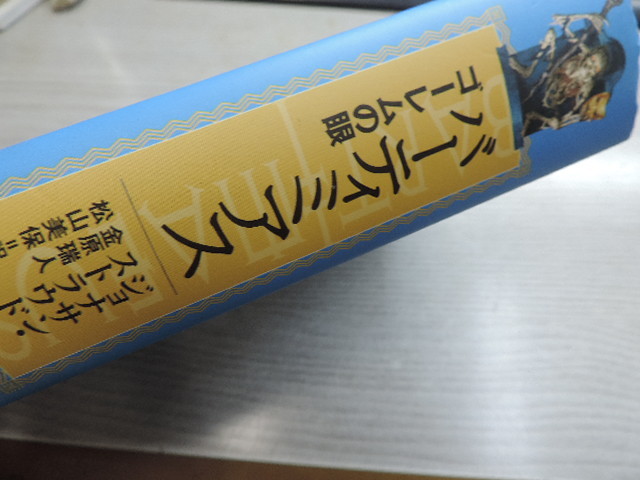 バーティミアス
ゴーレムの眼
ジョナサン・
ストラウド
金原瑞人
松山美保